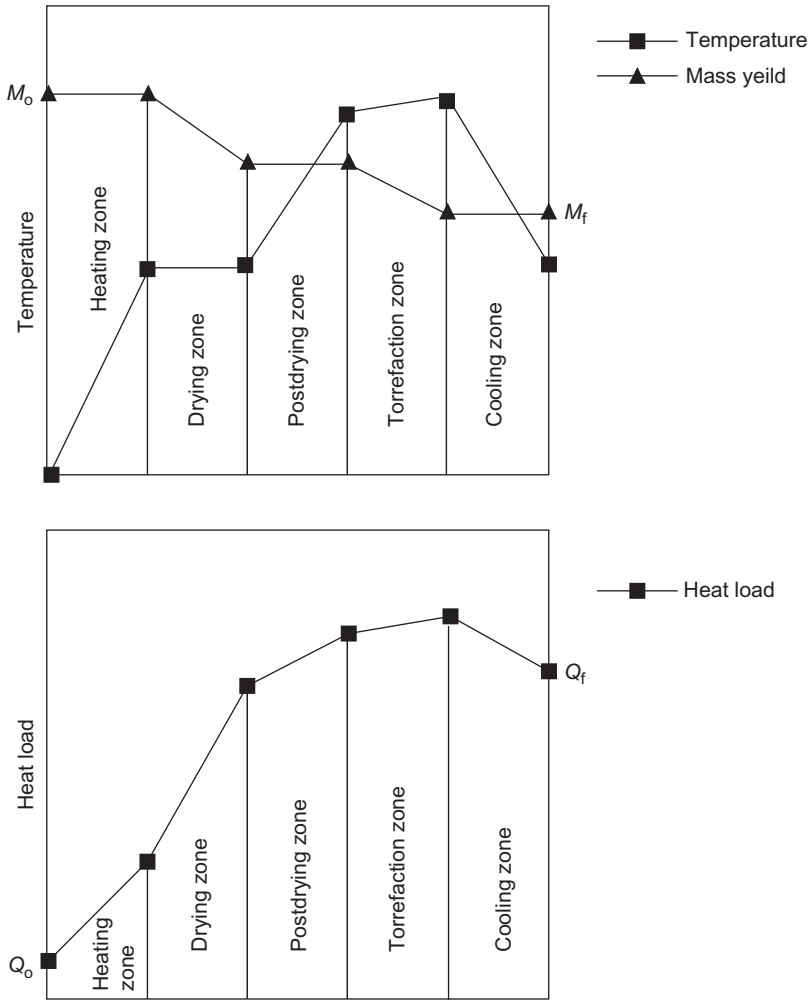 Temperature
Mass yeild
Mo
Mf
Temperature
Heating zone
Drying zone
Postdrying zone
Torrefaction zone
Cooling zone
Heat load
Qf
Heat load
Qo
Heating
zone
Drying zone
Postdrying zone
Torrefaction zone
Cooling zone